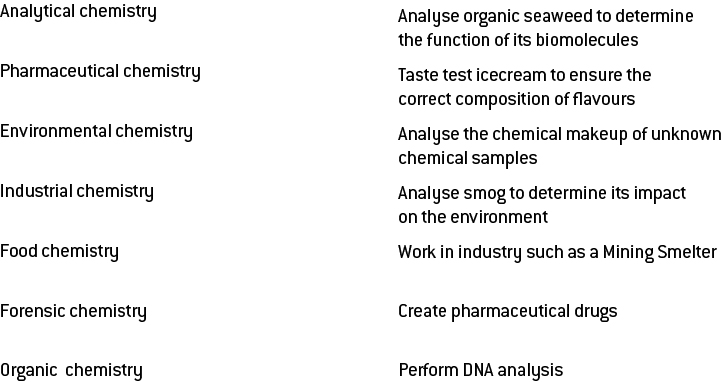 Analytical chemistry
Analyse organic seaweed to determine
the function of its biomolecules
Pharmaceutical chemistry
Taste test icecream to ensure the
correct composition of flavours
Environmental chemistry
Analyse the chemical makeup of unknown
chemical samples
Industrial chemistry
Analyse smog to determine its impact
on the environment
Food chemistry
Work in industry such as a Mining Smelter
Forensic chemistry
Create pharmaceutical drugs
Organic  chemistry
Perform DNA analysis